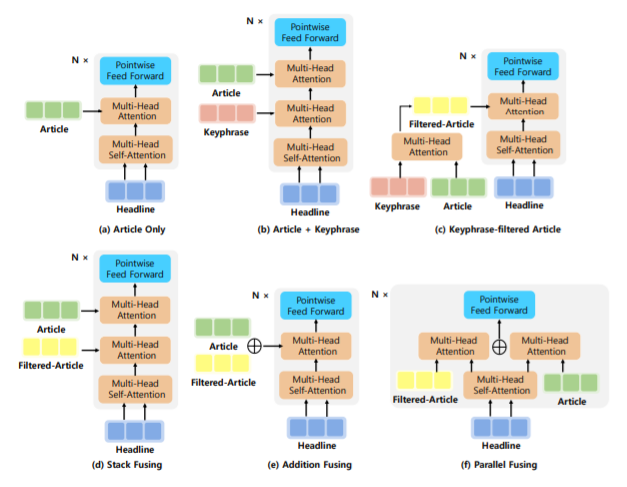 N ×
Pointwise
Feed Forward
Multi-Head
Attention
Article
Multi-Head
Self-Attention
Headline
(a) Article Only
N ×
Pointwise
Feed Forward
Multi-Head
Attention
Article
Multi-Head
Attention
Keyphrase
Multi-Head
Self-Attention
Headline
(b) Article + Keyphrase
N ×
Pointwise
Feed Forward
Multi-Head
Attention
Filtered-Article
Multi-Head
Attention
Multi-Head
Self-Attention
Keyphrase
Article
Headline
(c) Keyphrase-filtered Article
N ×
Pointwise
Feed Forward
Multi-Head
Attention
Article
Multi-Head
Attention
Filtered-Article
Multi-Head
Self-Attention
Headline
(d) Stack Fusing
N ×
Pointwise
Feed Forward
Article
Multi-Head
Attention
Filtered-Article
Multi-Head
Self-Attention
Headline
(e) Addition Fusing
N ×
Pointwise
Feed Forward
Multi-Head
Attention
Multi-Head
Attention
Filtered-Article
Multi-Head
Self-Attention
Article
Headline
(f) Parallel Fusing